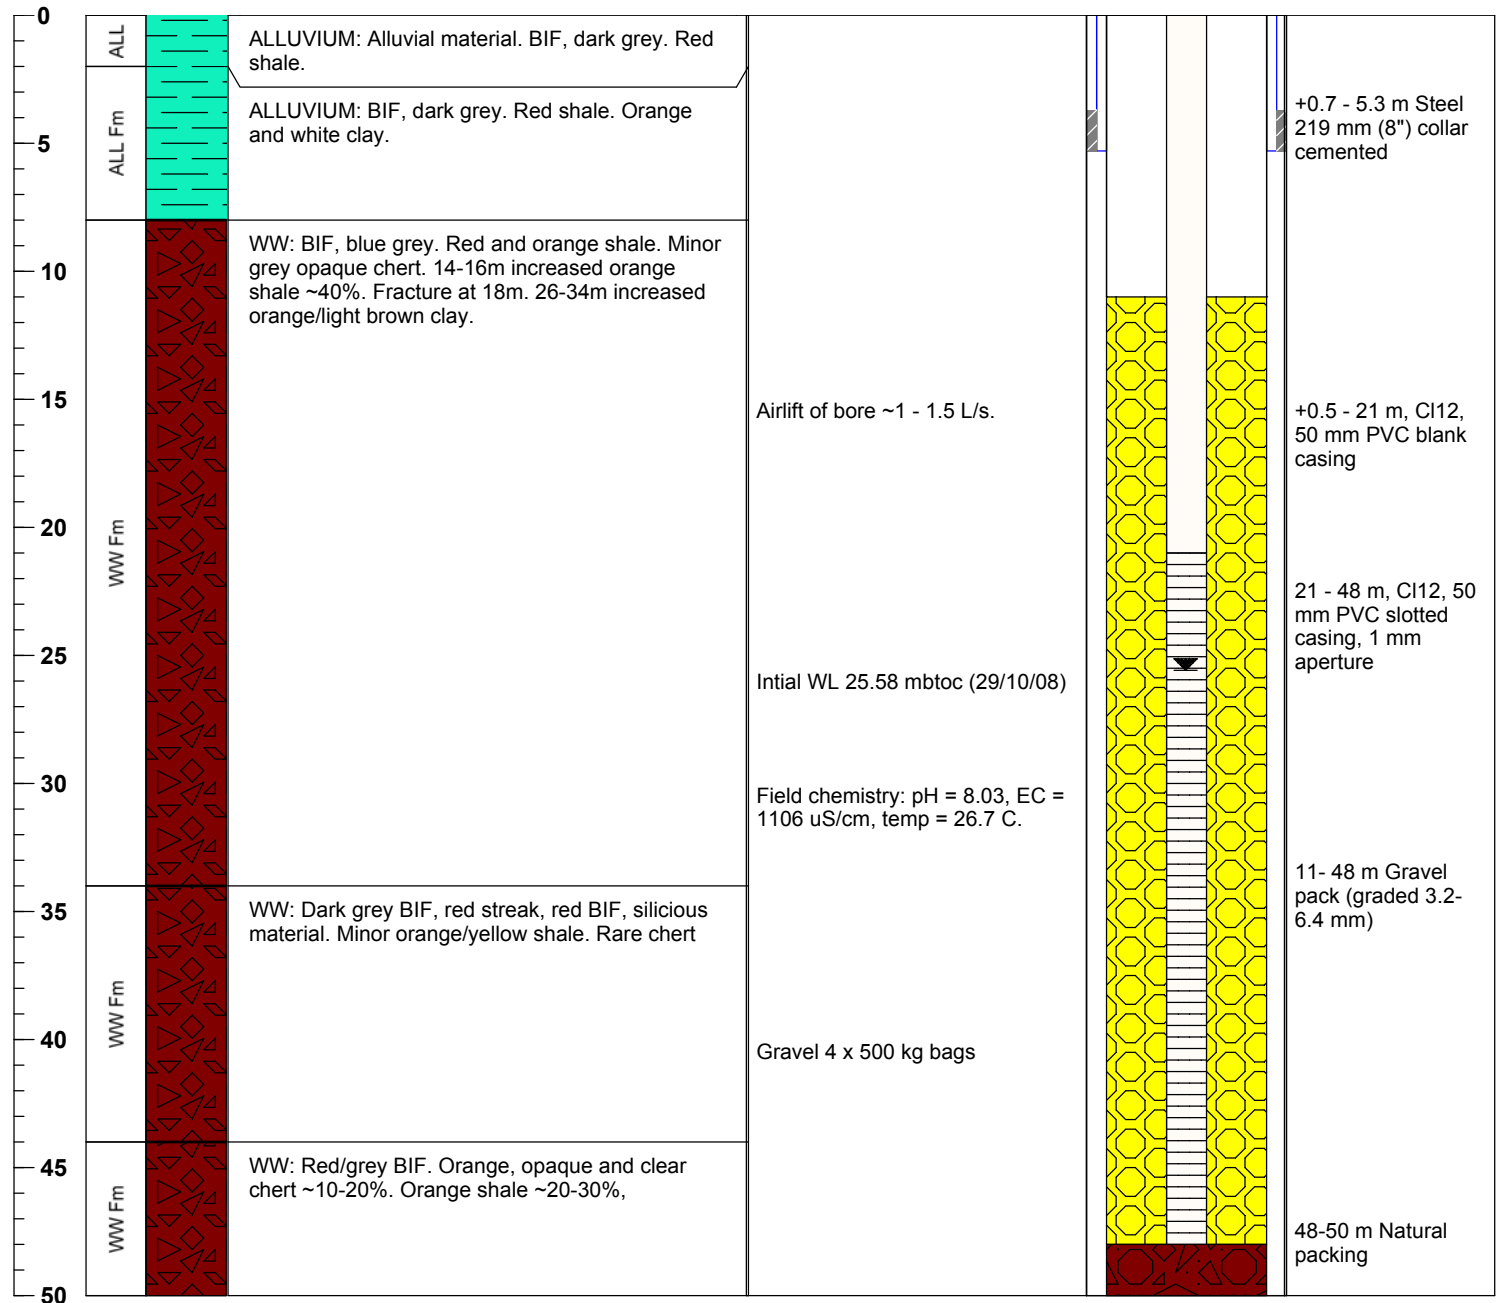 0
5
10
15
20
25
30
35
40
45
50
ALL
ALL Fm
WW Fm
WW Fm
WW Fm
ALLUVIUM: Alluvial material. BIF, dark grey. Red
shale.
ALLUVIUM: BIF, dark grey. Red shale. Orange
and white clay.
WW: BIF, blue grey. Red and orange shale. Minor
grey opaque chert. 14-16m increased orange
shale ~40%. Fracture at 18m. 26-34m increased
orange/light brown clay.
WW: Dark grey BIF, red streak, red BIF, silicious
material. Minor orange/yellow shale. Rare chert
WW: Red/grey BIF. Orange, opaque and clear
chert ~10-20%. Orange shale ~20-30%,
Airlift of bore ~1 - 1.5 L/s.
Intial WL 25.58 mbtoc (29/10/08)
Field chemistry: pH = 8.03, EC =
1106 uS/cm, temp = 26.7 C.
Gravel 4 x 500 kg bags
+0.7 - 5.3 m Steel
219 mm (8") collar
cemented
+0.5 - 21 m, Cl12,
50 mm PVC blank
casing
21 - 48 m, Cl12, 50
mm PVC slotted
casing, 1 mm
aperture
11- 48 m Gravel
pack (graded 3.2-
6.4 mm)
48-50 m Natural
packing